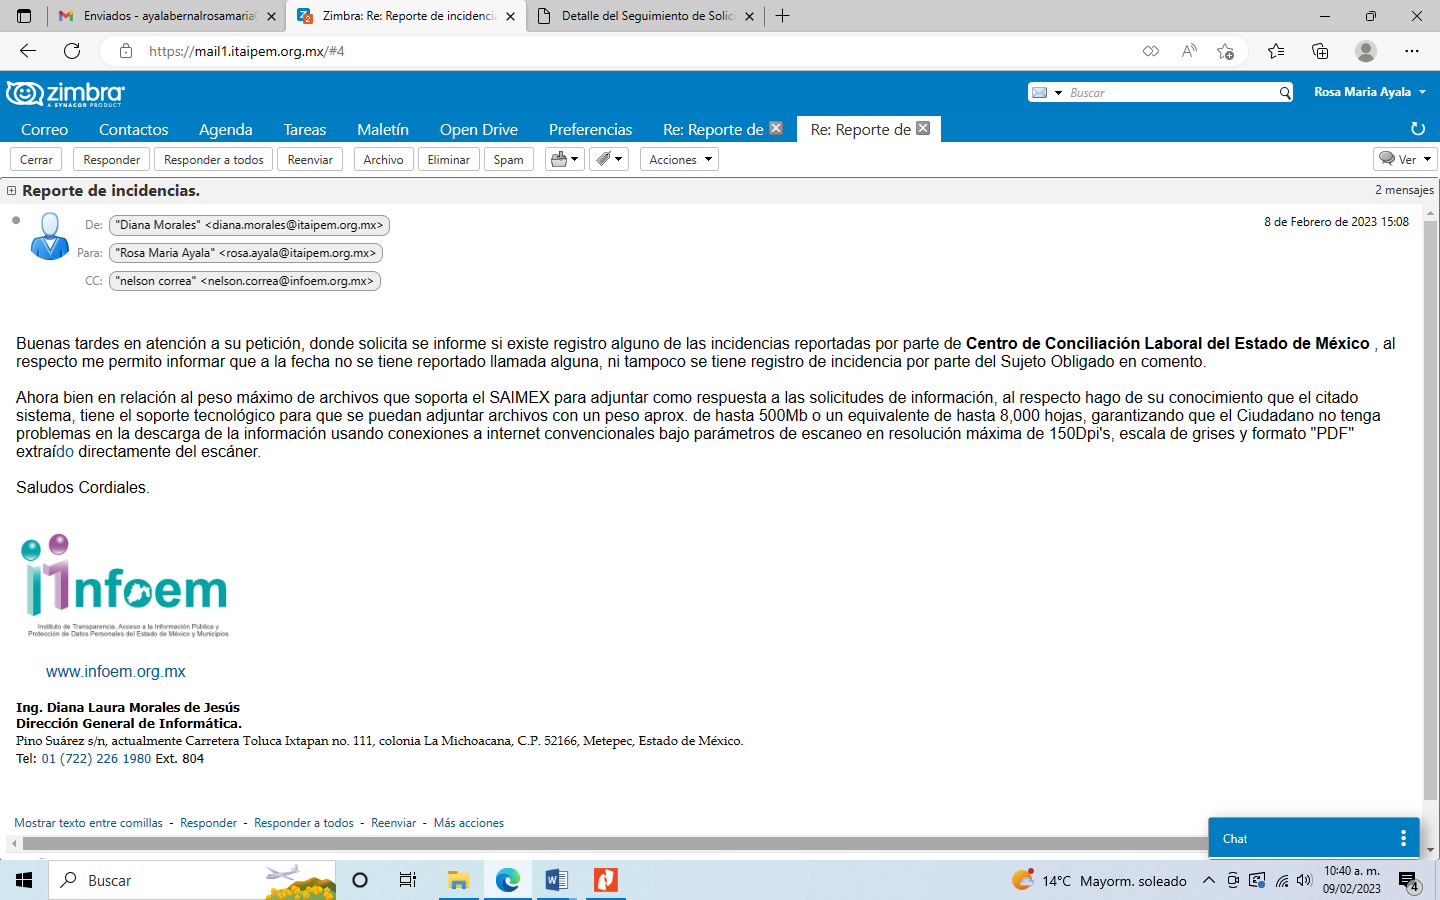 Enviados - ayalabernalrosamaria
Zimbra: Re: Reporte de incidencia
Detalle del Seguimiento de Solic
https://mail1.itaipem.org.mx/#4
zimbra
A SYNACOR PRODUCT
Buscar
Rosa Maria Ayala
Correo Contactos Agenda Tareas Maletín Open Drive Preferencias Re: Reporte de Re: Reporte de
Cerrar Responder Responder a todos Reenviar Archivo Eliminar Spam Acciones Ver
Reporte de incidencias. 2 mensajes
De: "Diana Morales" <diana.morales@itaipem.org.mx> 8 de Febrero de 2023 15:08
Para: "Rosa Maria Ayala" <rosa.ayala@itaipem.org.mx>
CC: "nelson correa" <nelson.correa@infoem.org.mx>
Buenas tardes en atención a su petición, donde solicita se informe si existe registro alguno de las incidencias reportadas por parte de Centro de Conciliación Laboral del Estado de México , al
respecto me permito informar que a la fecha no se tiene reportado llamada alguna, ni tampoco se tiene registro de incidencia por parte del Sujeto Obligado en comento.
Ahora bien en relación al peso máximo de archivos que soporta el SAIMEX para adjuntar como respuesta a las solicitudes de información, al respecto hago de su conocimiento que el citado
sistema, tiene el soporte tecnológico para que se puedan adjuntar archivos con un peso aprox. de hasta 500Mb o un equivalente de hasta 8,000 hojas, garantizando que el Ciudadano no tenga
problemas en la descarga de la información usando conexiones a internet convencionales bajo parámetros de escaneo en resolución máxima de 150Dpi's, escala de grises y formato "PDF"
extraído directamente del escáner.
Saludos Cordiales.
infoem
Instituto de Transparencia, Acceso a la Información Pública y
Protección de Datos Personales del Estado de México y Municipios
www.infoem.org.mx
Ing. Diana Laura Morales de Jesús
Dirección General de Informática.
Pino Suárez s/n, actualmente Carretera Toluca Ixtapan no. 111, colonia La Michoacana, C.P. 52166, Metepec, Estado de México.
Tel: 01 (722) 226 1980 Ext. 804
Mostrar texto entre comillas - Responder - Responder a todos - Reenviar - Más acciones
Chat
Buscar
14°C Mayorm. soleado
10:40 a. m.
09/02/2023
4